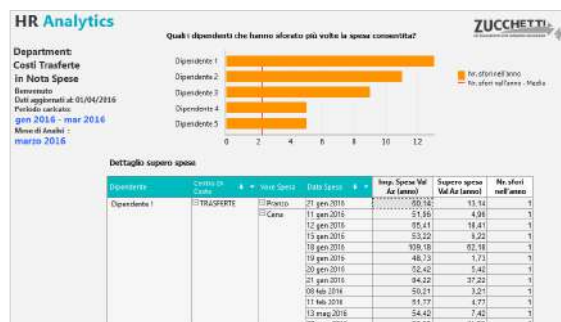 HR Analytics
ZUCCHETTI
Quali i dipendenti che hanno sforato più volte la spesa consentita?
Department:
Costi Trasferte
in Nota Spese
Benvenuto
Dati aggiornati at: 01/04/2016
Periodo caricato:
gen 2016 - mar 2016
Mese di Analisi :
marzo 2016
Dipendente 1
Dipendente 2
Dipendente 3
Dipendente 4
Dipendente 5
0 2 4 6 8 10 12
Nr. sfori nell'anno
Nr. sfori nell'anno - Media
Dettaglio supero spese
Dipendente Centro di Costo Voce Spesa Data Spesa Imp. Spesa Val Az (anno) Supero spesa Val Az (anno) Nr. sfori nell'anno
Dipendente 1 TRASFERTE Pranzo 21 gen 2016 60,14 13,14 1
Cena 11 gen 2016 51,96 4,96 1
12 gen 2016 65,41 18,41 1
15 gen 2016 53,22 6,22 1
18 gen 2016 109,18 62,18 1
19 gen 2016 48,73 1,73 1
20 gen 2016 52,42 5,42 1
21 gen 2016 84,22 37,22 1
08 feb 2016 50,21 3,21 1
11 feb 2016 51,77 4,77 1
13 mag 2016 54,42 7,42 1